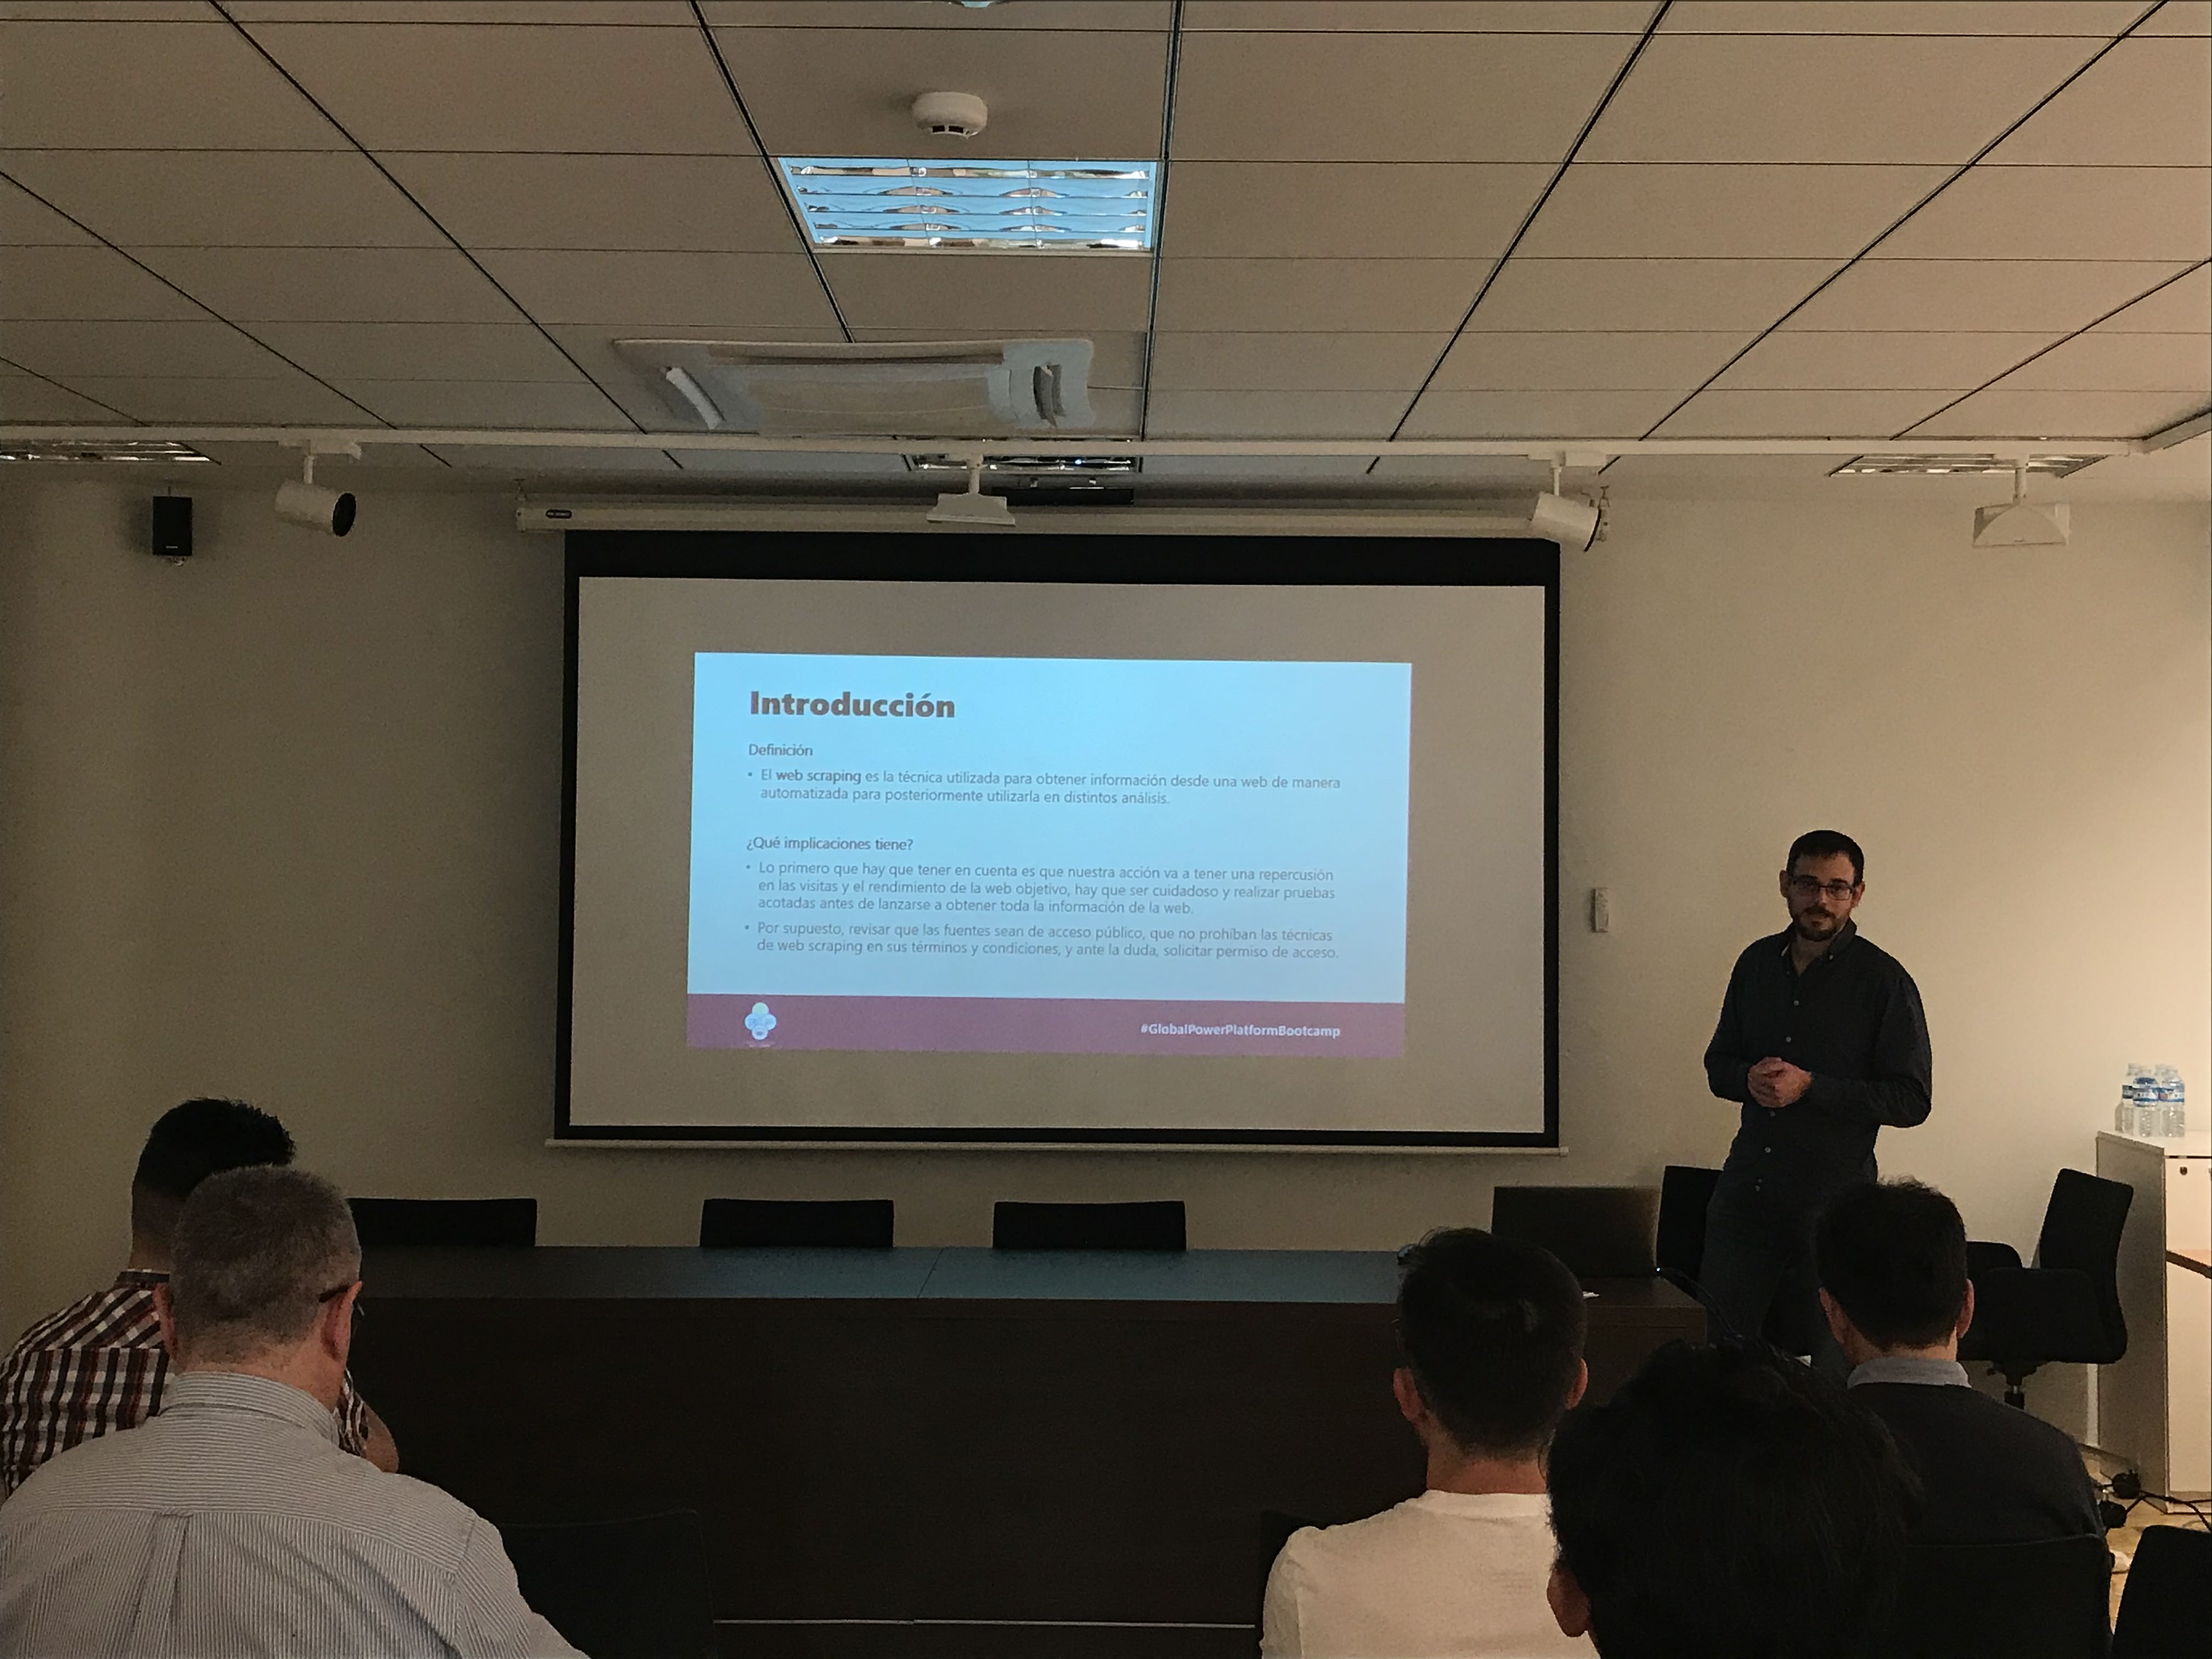 Introducción
Definición
• El web scraping es la técnica utilizada para obtener información desde una web de manera
automatizada para posteriormente utilizarla en distintos análisis.
¿Qué implicaciones tiene?
• Lo primero que hay que tener en cuenta es que nuestra acción va a tener una repercusión
en las visitas y el rendimiento de la web objetivo, hay que ser cuidadoso y realizar pruebas
acotadas antes de lanzarse a obtener toda la información de la web.
• Por supuesto, revisar que las fuentes sean de acceso público, que no prohíban las técnicas
de web scraping en sus términos y condiciones, y ante la duda, solicitar permiso de acceso.
#GlobalPowerPlatformBootcamp